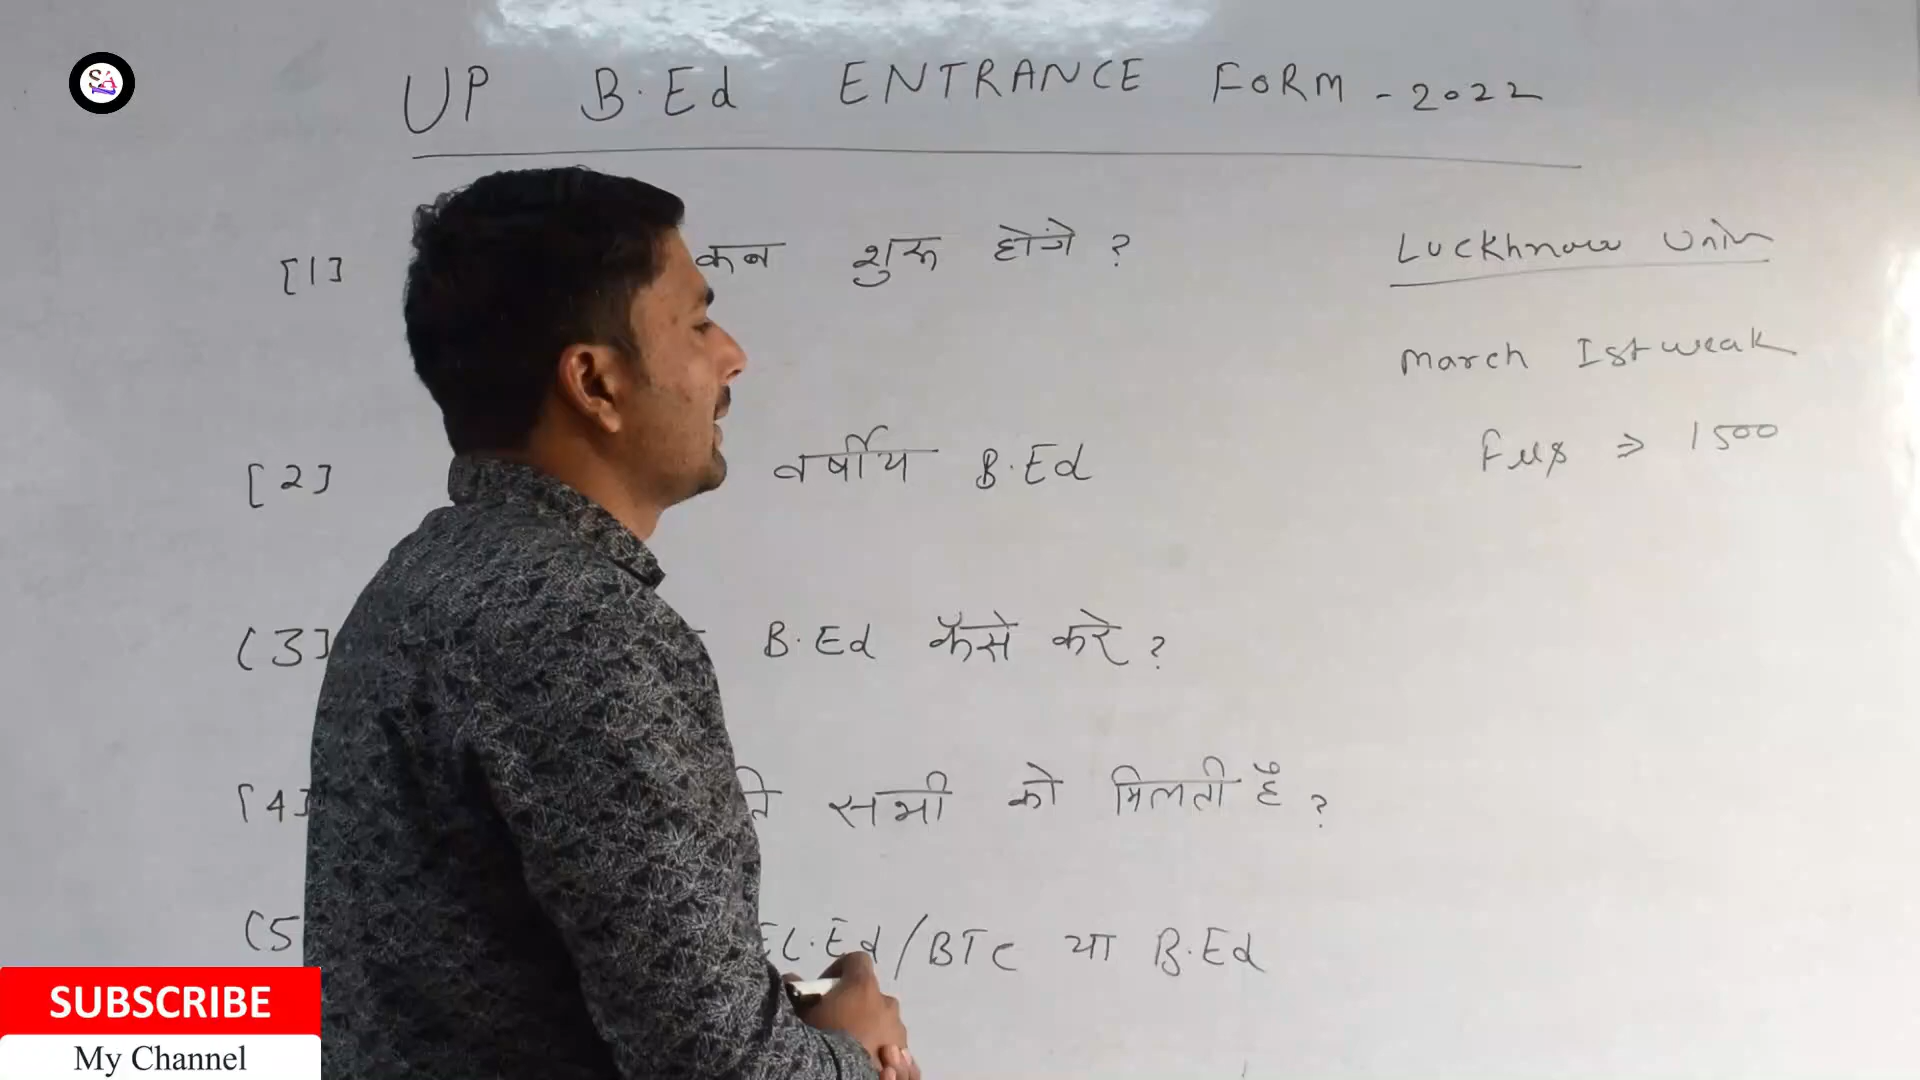 UP B.Ed ENTRANCE FORM - 2022
[1] कब शुरू होंगे ?
Luckhnow Univ
March Ist weak
[2] वर्षीय B.Ed
Fees => 1500
(3] B.Ed कैसे करे ?
[4] सभी को मिलती है ?
(5 EL.Ed/BTC या B.Ed
SUBSCRIBE
My Channel